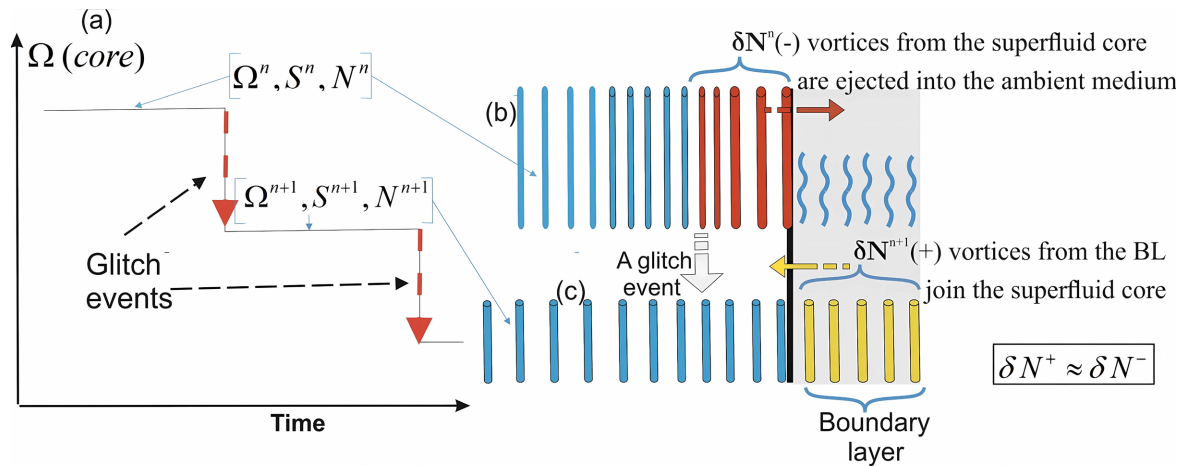 (a)
Ω (core)
Ωⁿ, Sⁿ, Nⁿ
Ωⁿ⁺¹, Sⁿ⁺¹, Nⁿ⁺¹
Glitch
events
Time
(b)
δNⁿ(-) vortices from the superfluid core
are ejected into the ambient medium
A glitch
event
(c)
δNⁿ⁺¹(+) vortices from the BL
join the superfluid core
δN⁺ ≈ δN⁻
Boundary
layer